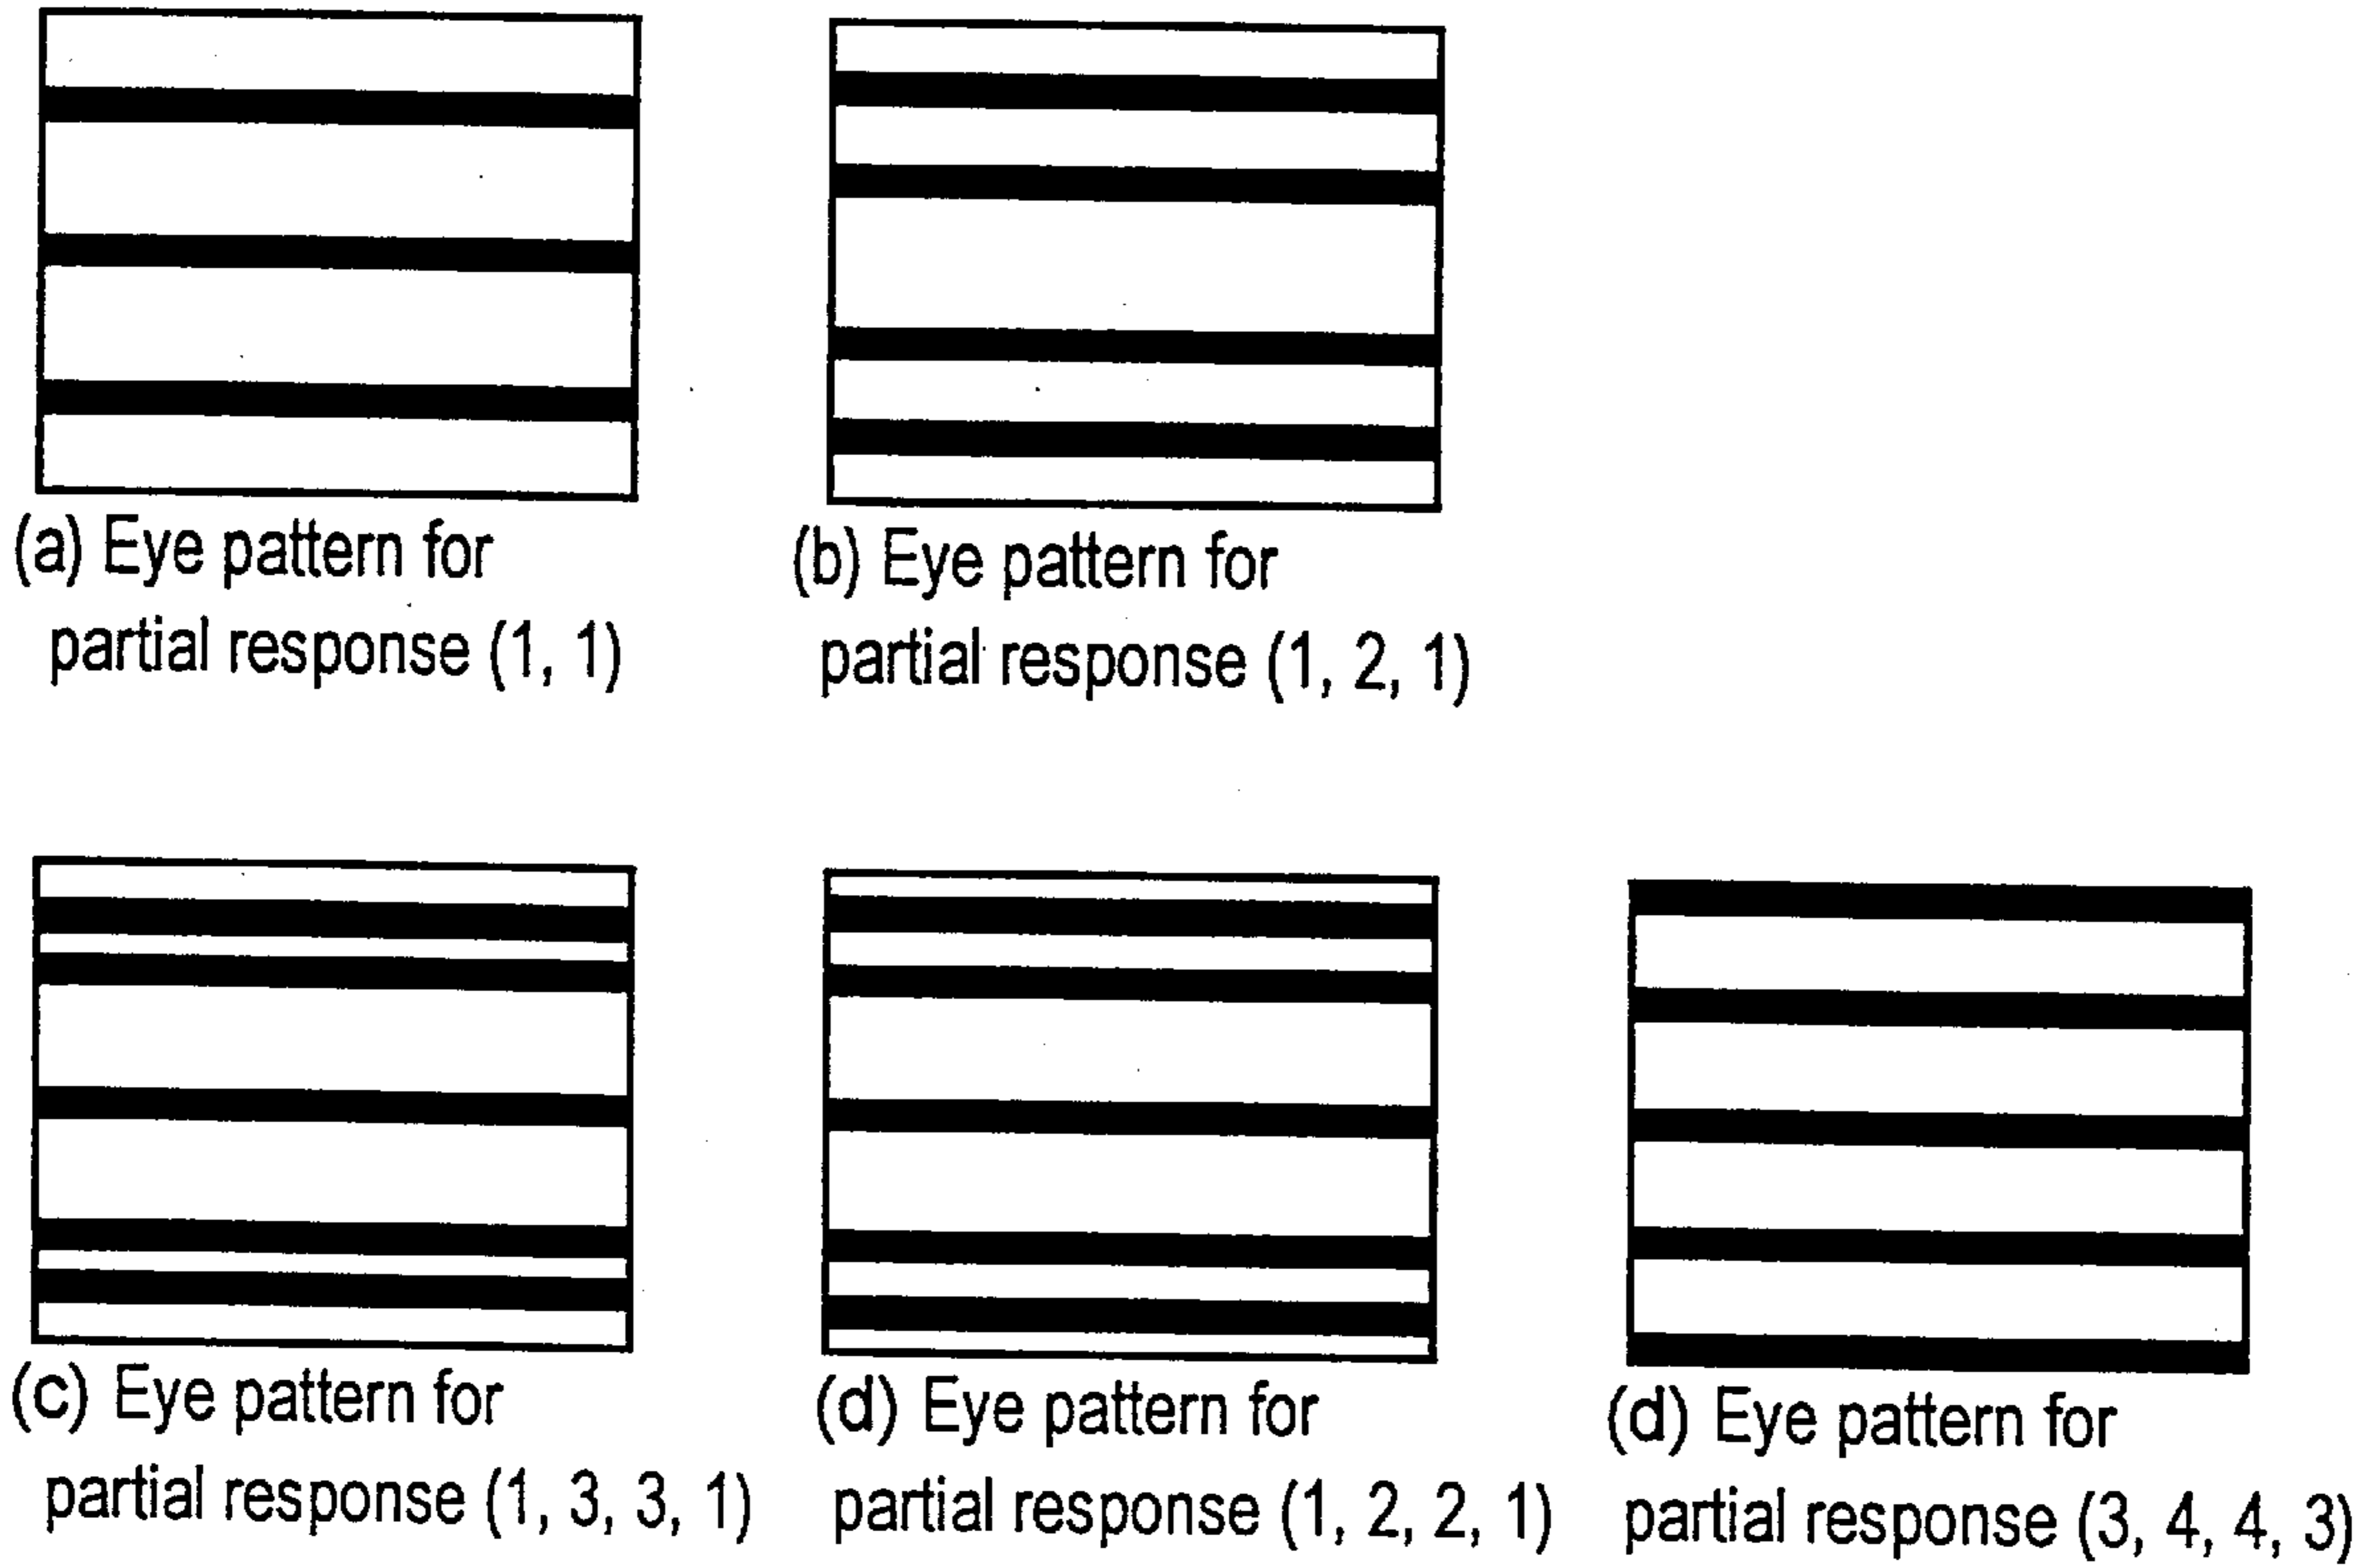 (a) Eye pattern for
partial response (1, 1)
(b) Eye pattern for
partial response (1, 2, 1)
(c) Eye pattern for
partial response (1, 3, 3, 1)
(d) Eye pattern for
partial response (1, 2, 2, 1)
(d) Eye pattern for
partial response (3, 4, 4, 3)